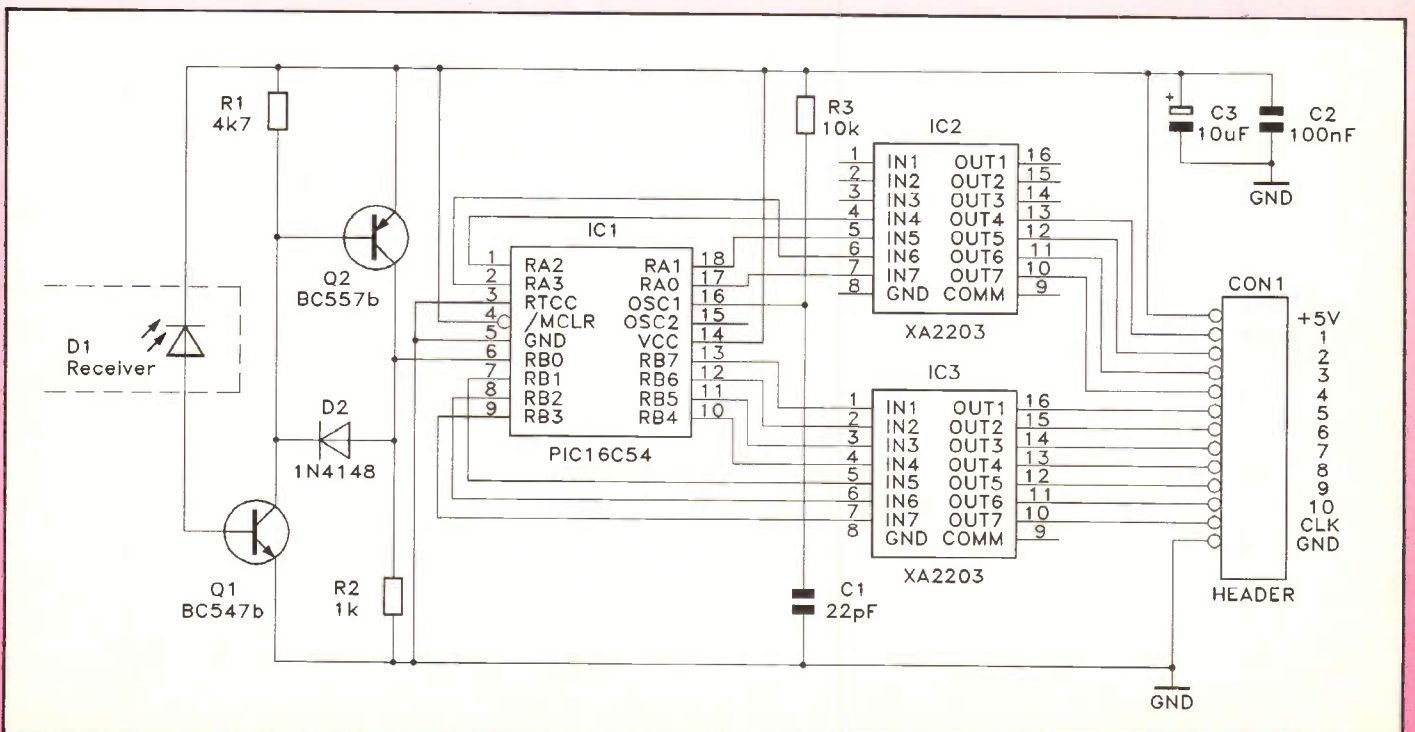 R1
4k7
Q2
BC557b
D1
Receiver
D2
1N4148
Q1
BC547b
R2
1k
IC1
1 RA2 RA1 18
2 RA3 RA0 17
3 RTCC OSC1 16
4 /MCLR OSC2 15
5 GND VCC 14
6 RB0 RB7 13
7 RB1 RB6 12
8 RB2 RB5 11
9 RB3 RB4 10
PIC16C54
R3
10k
C1
22pF
IC2
1 IN1 OUT1 16
2 IN2 OUT2 15
3 IN3 OUT3 14
4 IN4 OUT4 13
5 IN5 OUT5 12
6 IN6 OUT6 11
7 IN7 OUT7 10
8 GND COMM 9
XA2203
IC3
1 IN1 OUT1 16
2 IN2 OUT2 15
3 IN3 OUT3 14
4 IN4 OUT4 13
5 IN5 OUT5 12
6 IN6 OUT6 11
7 IN7 OUT7 10
8 GND COMM 9
XA2203
+
C3
10uF
C2
100nF
GND
CON1
+5V
1
2
3
4
5
6
7
8
9
10
CLK
GND
HEADER
GND